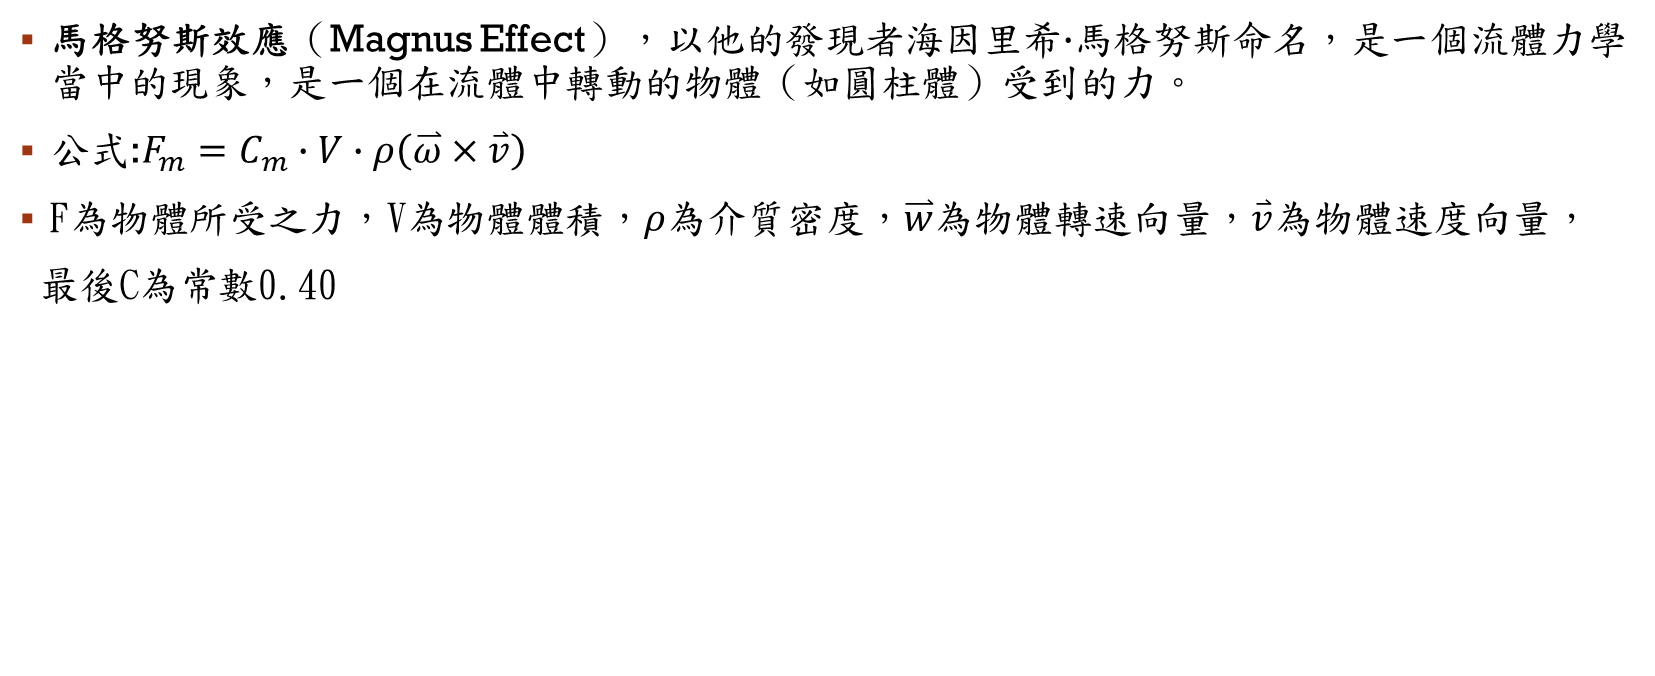 ▪ 馬格努斯效應（Magnus Effect），以他的發現者海因里希·馬格努斯命名，是一個流體力學
當中的現象，是一個在流體中轉動的物體（如圓柱體）受到的力。
▪ 公式:𝐹ₘ = 𝐶ₘ · 𝑉 · 𝜌(𝜔⃗ × 𝑣⃗)
▪ F為物體所受之力，V為物體體積，𝜌為介質密度，𝑤⃗為物體轉速向量，𝑣⃗為物體速度向量，
最後C為常數0.40